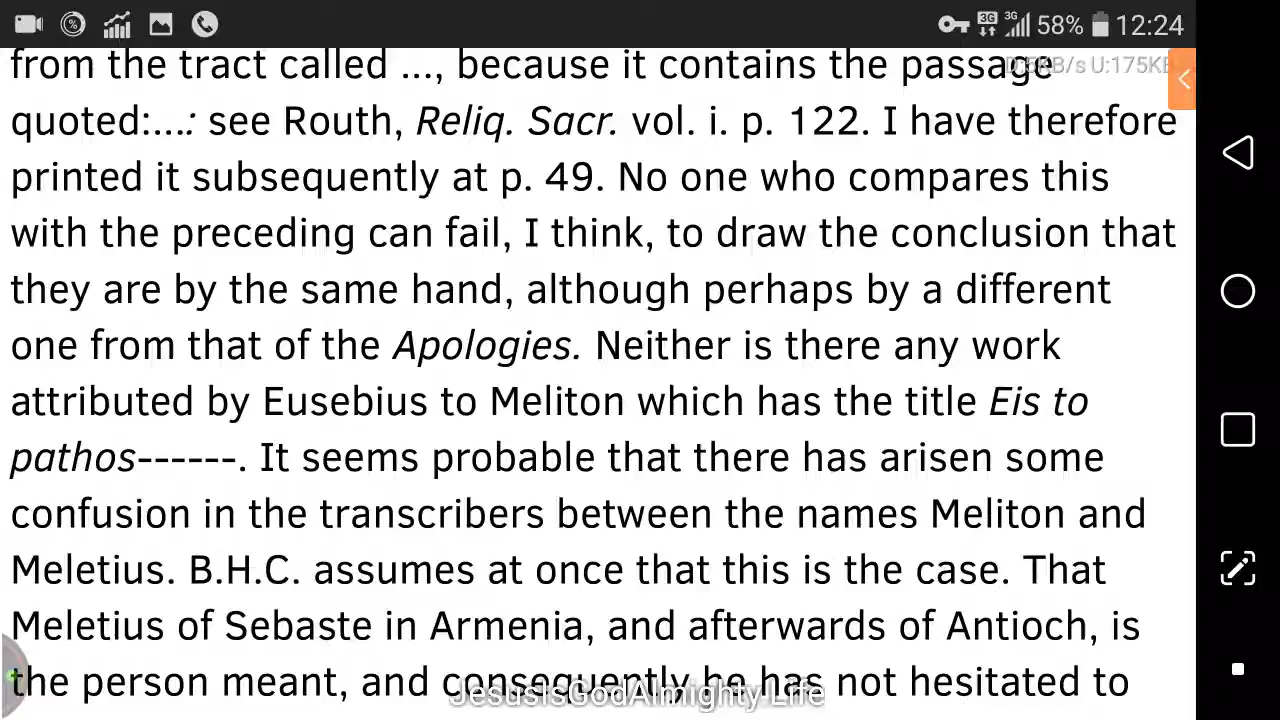 3G 3G 58% 12:24
from the tract called ..., because it contains the passage
B/s U:175KB
quoted:...: see Routh, Reliq. Sacr. vol. i. p. 122. I have therefore
printed it subsequently at p. 49. No one who compares this
with the preceding can fail, I think, to draw the conclusion that
they are by the same hand, although perhaps by a different
one from that of the Apologies. Neither is there any work
attributed by Eusebius to Meliton which has the title Eis to
pathos------. It seems probable that there has arisen some
confusion in the transcribers between the names Meliton and
Meletius. B.H.C. assumes at once that this is the case. That
Meletius of Sebaste in Armenia, and afterwards of Antioch, is
the person meant, and consequently he has not hesitated to
JesusIsGodAlmighty.Life